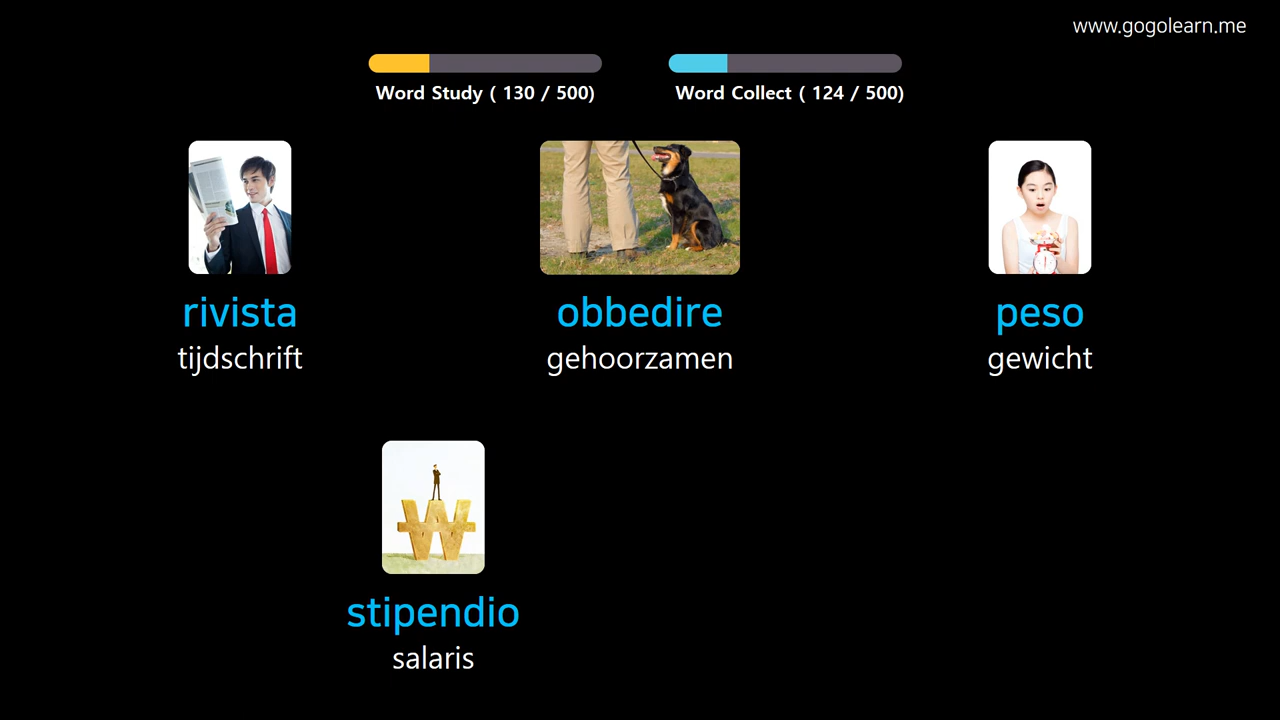 www.gogolearn.me
Word Study ( 130 / 500)
Word Collect ( 124 / 500)
rivista
tijdschrift
obbedire
gehoorzamen
peso
gewicht
stipendio
salaris